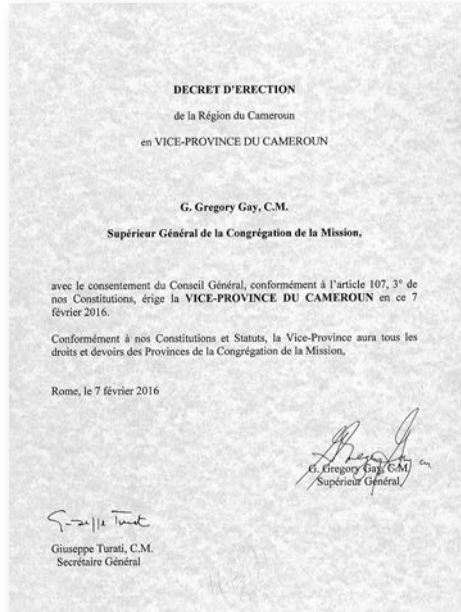 DECRET D'ERECTION
de la Région du Cameroun
en VICE-PROVINCE DU CAMEROUN
G. Gregory Gay, C.M.
Supérieur Général de la Congrégation de la Mission,
avec le consentement du Conseil Général, conformément à l'article 107, 3° de
nos Constitutions, érige la VICE-PROVINCE DU CAMEROUN en ce 7
février 2016.
Conformément à nos Constitutions et Statuts, la Vice-Province aura tous les
droits et devoirs des Provinces de la Congrégation de la Mission,
Rome, le 7 février 2016
G. Gregory Gay, C.M.
Supérieur Général
Giuseppe Turati
Giuseppe Turati, C.M.
Secrétaire Général